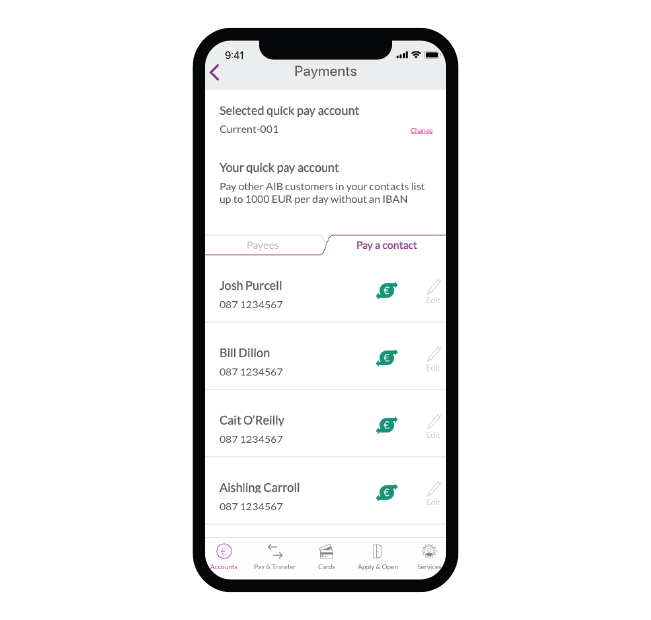 9:41
Payments
Selected quick pay account
Current-001
Change
Your quick pay account
Pay other AIB customers in your contacts list
up to 1000 EUR per day without an IBAN
Payees
Pay a contact
Josh Purcell
€
Edit
087 1234567
Bill Dillon
€
Edit
087 1234567
Cait O'Reilly
€
Edit
087 1234567
Aishling Carroll
€
Edit
087 1234567
€
Accounts
Pay & Transfer
Cards
Apply & Open
Services